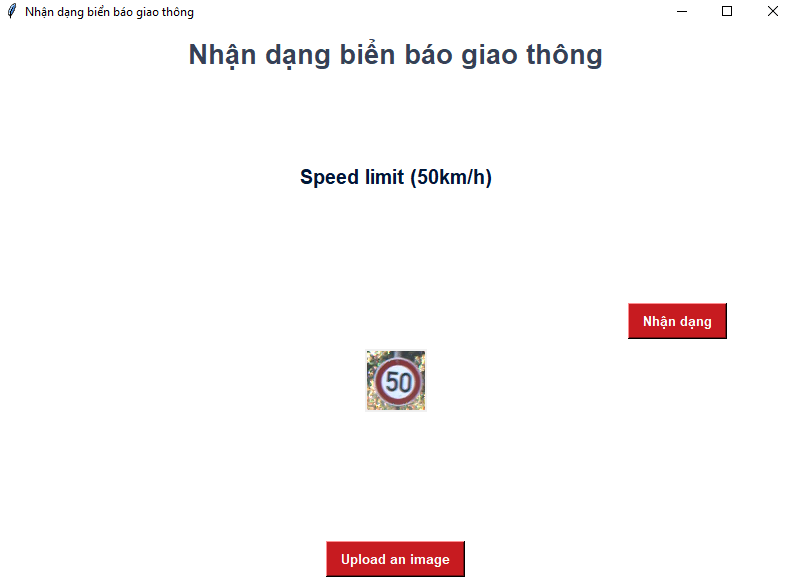 Nhận dạng biển báo giao thông
Nhận dạng biển báo giao thông
Speed limit (50km/h)
Nhận dạng
50
Upload an image